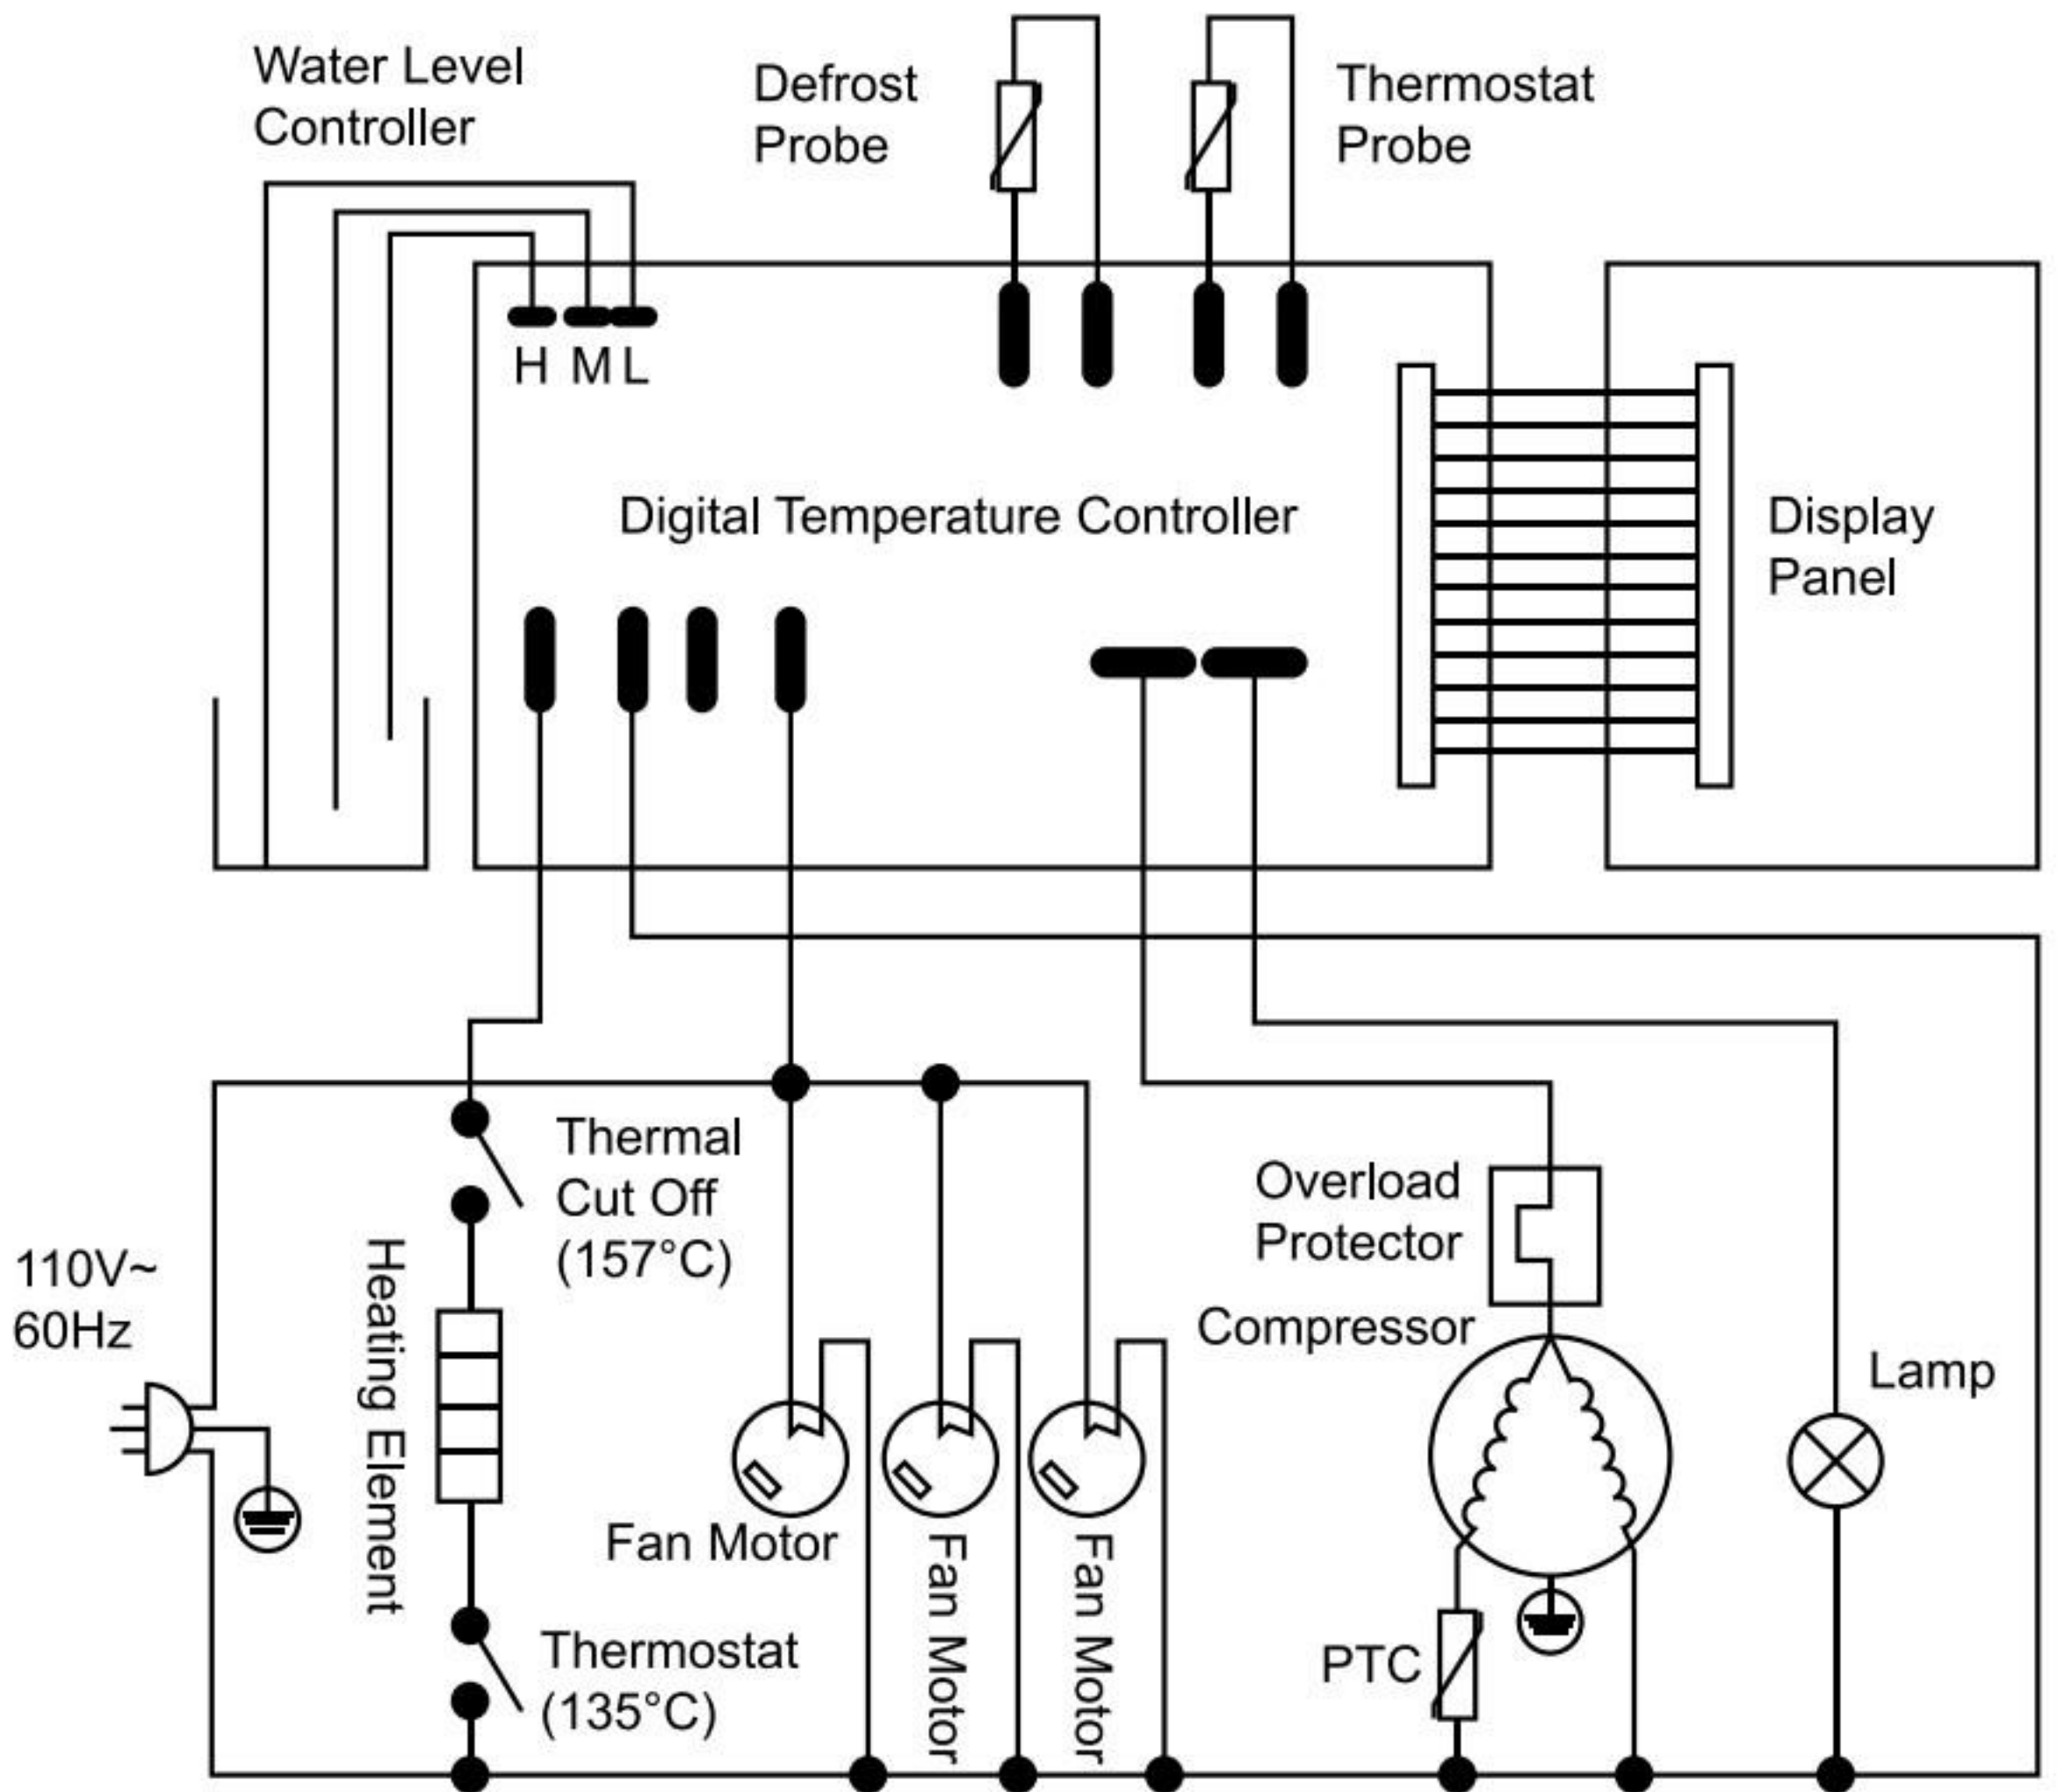 Water Level
Controller
Defrost
Probe
Thermostat
Probe
H M L
Digital Temperature Controller
Display
Panel
Thermal
Cut Off
(157°C)
Overload
Protector
110V~
60Hz
Heating Element
Compressor
Lamp
Fan Motor
Fan Motor
Fan Motor
Thermostat
(135°C)
PTC